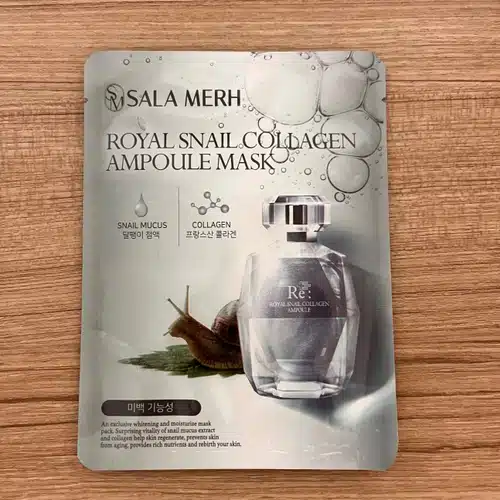 SM SALA MERH
ROYAL SNAIL COLLAGEN
AMPOULE MASK
SNAIL MUCUS
달팽이 점액
COLLAGEN
프랑스산 콜라겐
Re:
ROYAL SNAIL COLLAGEN
AMPOULE
미백 기능성
An exclusive whitening and moisturise mask
pack. Surprising vitality of snail mucus extract
and collagen help skin regenerate, prevents skin
from aging, provides rich nutrients and rebirth your skin.